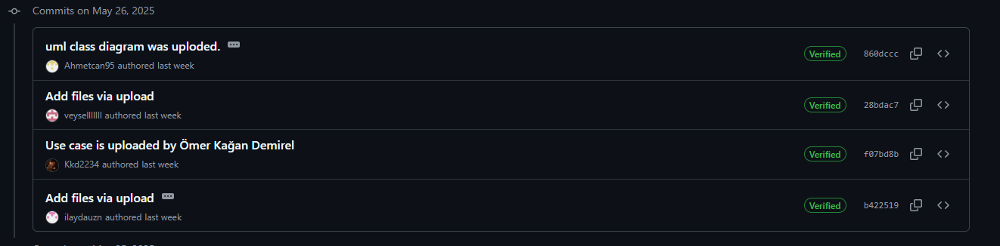 Commits on May 26, 2025
uml class diagram was uploded.
Verified
860dccc
Ahmetcan95 authored last week
Add files via upload
Verified
28bdac7
veyselllllll authored last week
Use case is uploaded by Ömer Kağan Demirel
Verified
f07bd8b
Kkd2234 authored last week
Add files via upload
Verified
b422519
ilaydauzn authored last week